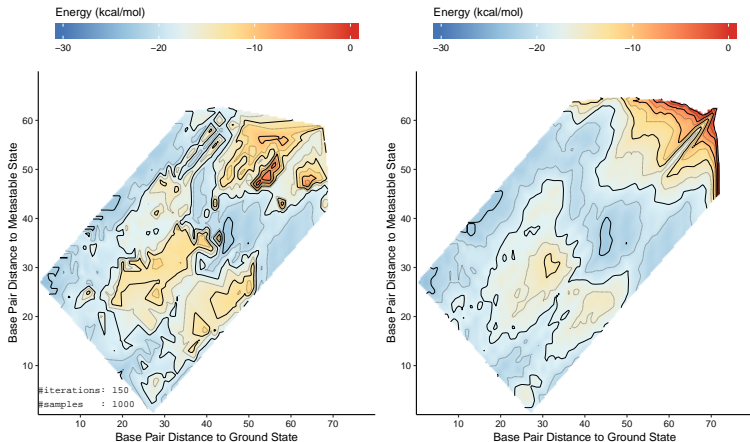 Energy (kcal/mol)
−30 −20 −10 0
Base Pair Distance to Metastable State
60
50
40
30
20
10
#iterations: 150
#samples   : 1000
10 20 30 40 50 60 70
Base Pair Distance to Ground State
Energy (kcal/mol)
−30 −20 −10 0
Base Pair Distance to Metastable State
60
50
40
30
20
10
10 20 30 40 50 60 70
Base Pair Distance to Ground State